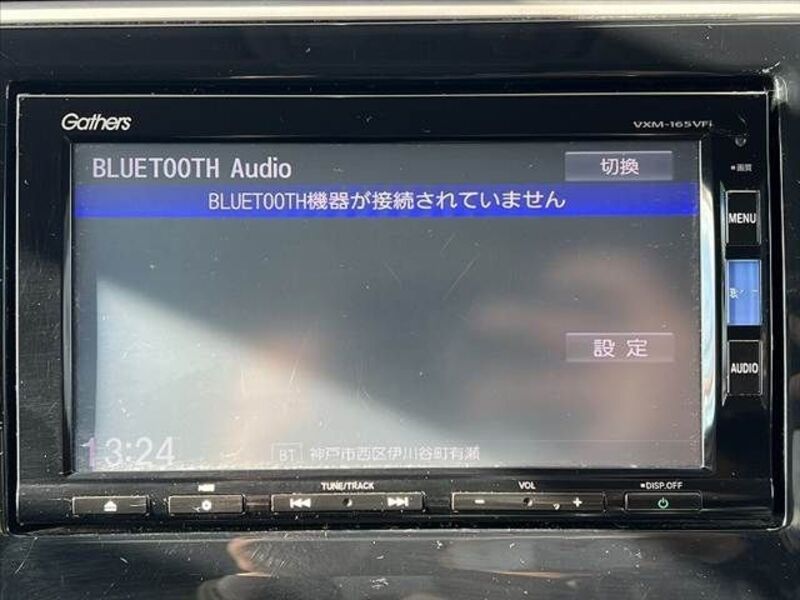 Gathers
VXM-165VFi
BLUETOOTH Audio
切換
BLUETOOTH機器が接続されていません
●画質
MENU
設定
AUDIO
13:24
BT 神戸市西区伊川谷町有瀬
TUNE/TRACK
VOL
●DISP.OFF
- +